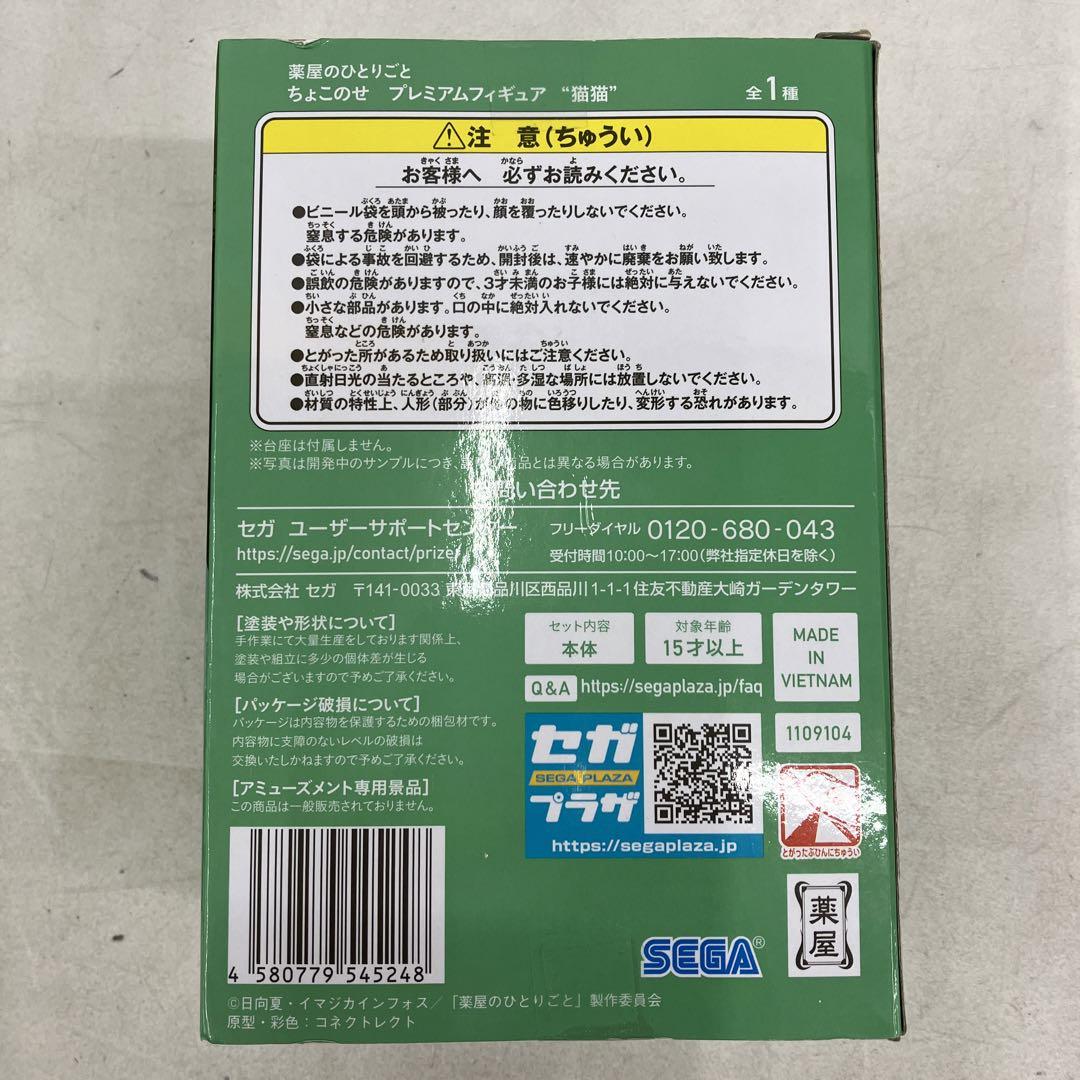 薬屋のひとりごと
ちょこのせ プレミアムフィギュア “猫猫”
全1種
注 意(ちゅうい)
お客様へ 必ずお読みください。
●ビニール袋を頭から被ったり、顔を覆ったりしないでください。
窒息する危険があります。
●袋による事故を回避するため、開封後は、速やかに廃棄をお願い致します。
●誤飲の危険がありますので、3才未満のお子様には絶対に与えないでください。
●小さな部品があります。口の中に絶対入れないでください。
窒息などの危険があります。
●とがった所があるため取り扱いにはご注意ください。
●直射日光の当たるところや、高温・多湿な場所には放置しないでください。
●材質の特性上、人形(部分)が他の物に色移りしたり、変形する恐れがあります。
※台座は付属しません。
※写真は開発中のサンプルにつき、品とは異なる場合があります。
問い合わせ先
セガ ユーザーサポートセンター
フリーダイヤル 0120-680-043
https://sega.jp/contact/prize
受付時間10:00〜17:00(弊社指定休日を除く)
株式会社 セガ 〒141-0033 東品川区西品川1-1-1住友不動産大崎ガーデンタワー
[塗装や形状について]
手作業にて大量生産をしております関係上、
塗装や組立に多少の個体差が生じる
場合がございますので予めご了承ください。
[パッケージ破損について]
パッケージは内容物を保護するための梱包材です。
内容物に支障のないレベルの破損は
交換いたしかねますので予めご了承ください。
[アミューズメント専用景品]
この商品は一般販売されておりません。
セット内容
本体
対象年齢
15才以上
MADE
IN
VIETNAM
Q&A https://segaplaza.jp/faq
1109104
セガ
SEGA PLAZA
プラザ
https://segaplaza.jp
とがったぶひんにちゅうい
薬屋
SEGA®
4 580779 545248
©日向夏・イマジカインフォス/「薬屋のひとりごと」製作委員会
原型・彩色:コネクトレクト